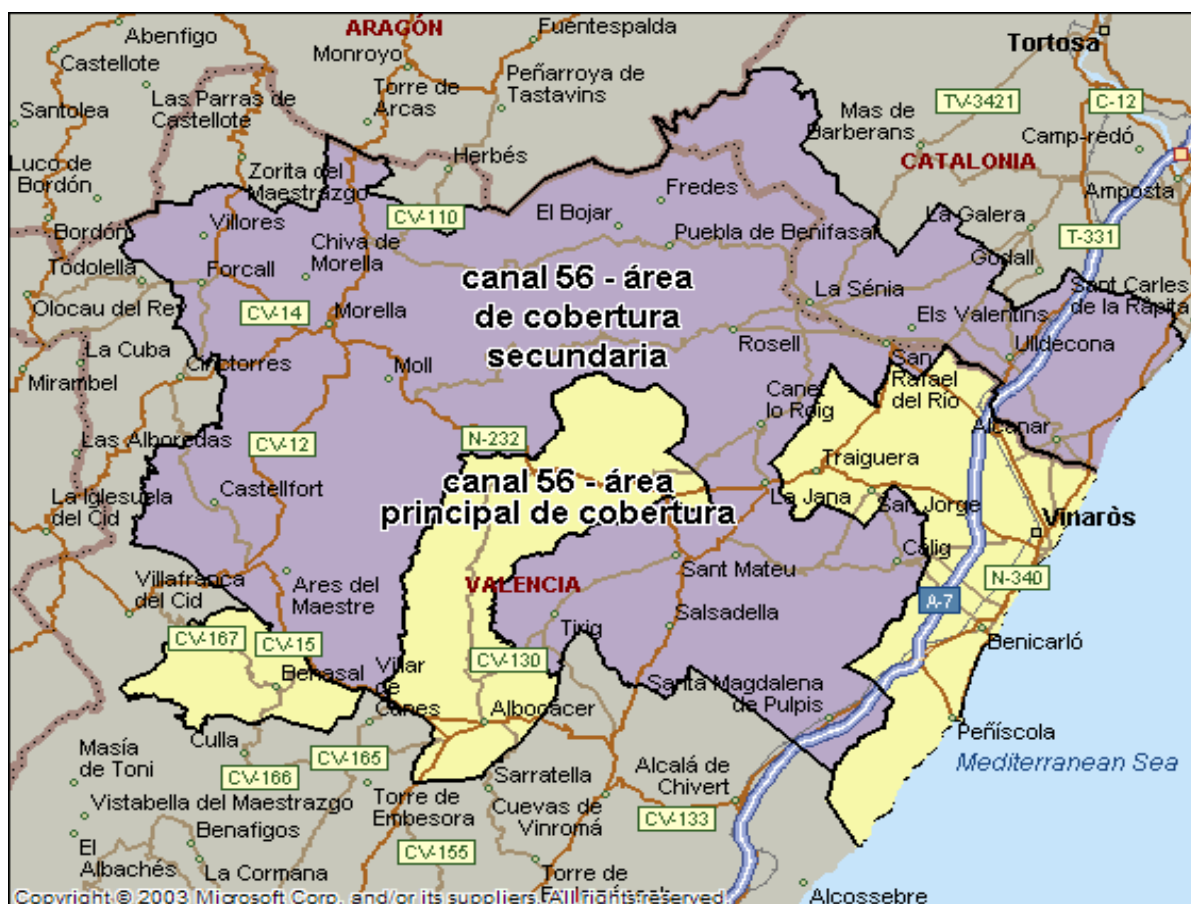 ARAGÓN
Abenfigo
Fuentespalda
Tortosa
Monroyo
Castellote
Peñarroya de
Tastavins
Torre de
Arcas
Las Parras de
Castellote
TV-3421
C-12
Santolea
Mas de
Barberans
Camp-redó
Herbés
CATALONIA
Luco de
Bordón
Zorita del
Maestrazgo
Amposta
Fredes
CV-110
El Bojar
La Galera
Villores
Bordón
T-331
Chiva de
Morella
Puebla de Benifasar
Godall
Todolella
Forcall
canal 56 - área
de cobertura
secundaria
Sant Carles
de la Ràpita
La Sénia
Olocau del Rey
CV-14
Morella
Els Valentins
Rosell
Ulldecona
La Cuba
Cinctorres
Moll
San
Rafael
del Río
Mirambel
Canet
lo Roig
Alcanar
Las Alboredas
CV-12
N-232
Traiguera
canal 56 - área
principal de cobertura
La Iglesuela
del Cid
Castellfort
La Jana
San Jorge
Vinaròs
Càlig
Villafranca
del Cid
Ares del
Maestre
VALENCIA
Sant Mateu
N-340
A-7
Salsadella
Tirig
CV-167
CV-15
Benicarló
CV-130
Benasal
Villar
de
Canes
Santa Magdalena
de Pulpis
Albocácer
Peñíscola
Culla
Masía
de Toni
CV-165
Mediterranean Sea
CV-166
Sarratella
Alcalá de
Chivert
Vistabella del Maestrazgo
Torre de
Embesora
Cuevas de
Vinromá
CV-133
Benafigos
El
Albachés
CV-155
La Cormana
Torre de
Alcossebre
Copyright © 2003 Microsoft Corp. and/or its suppliers. All rights reserved.